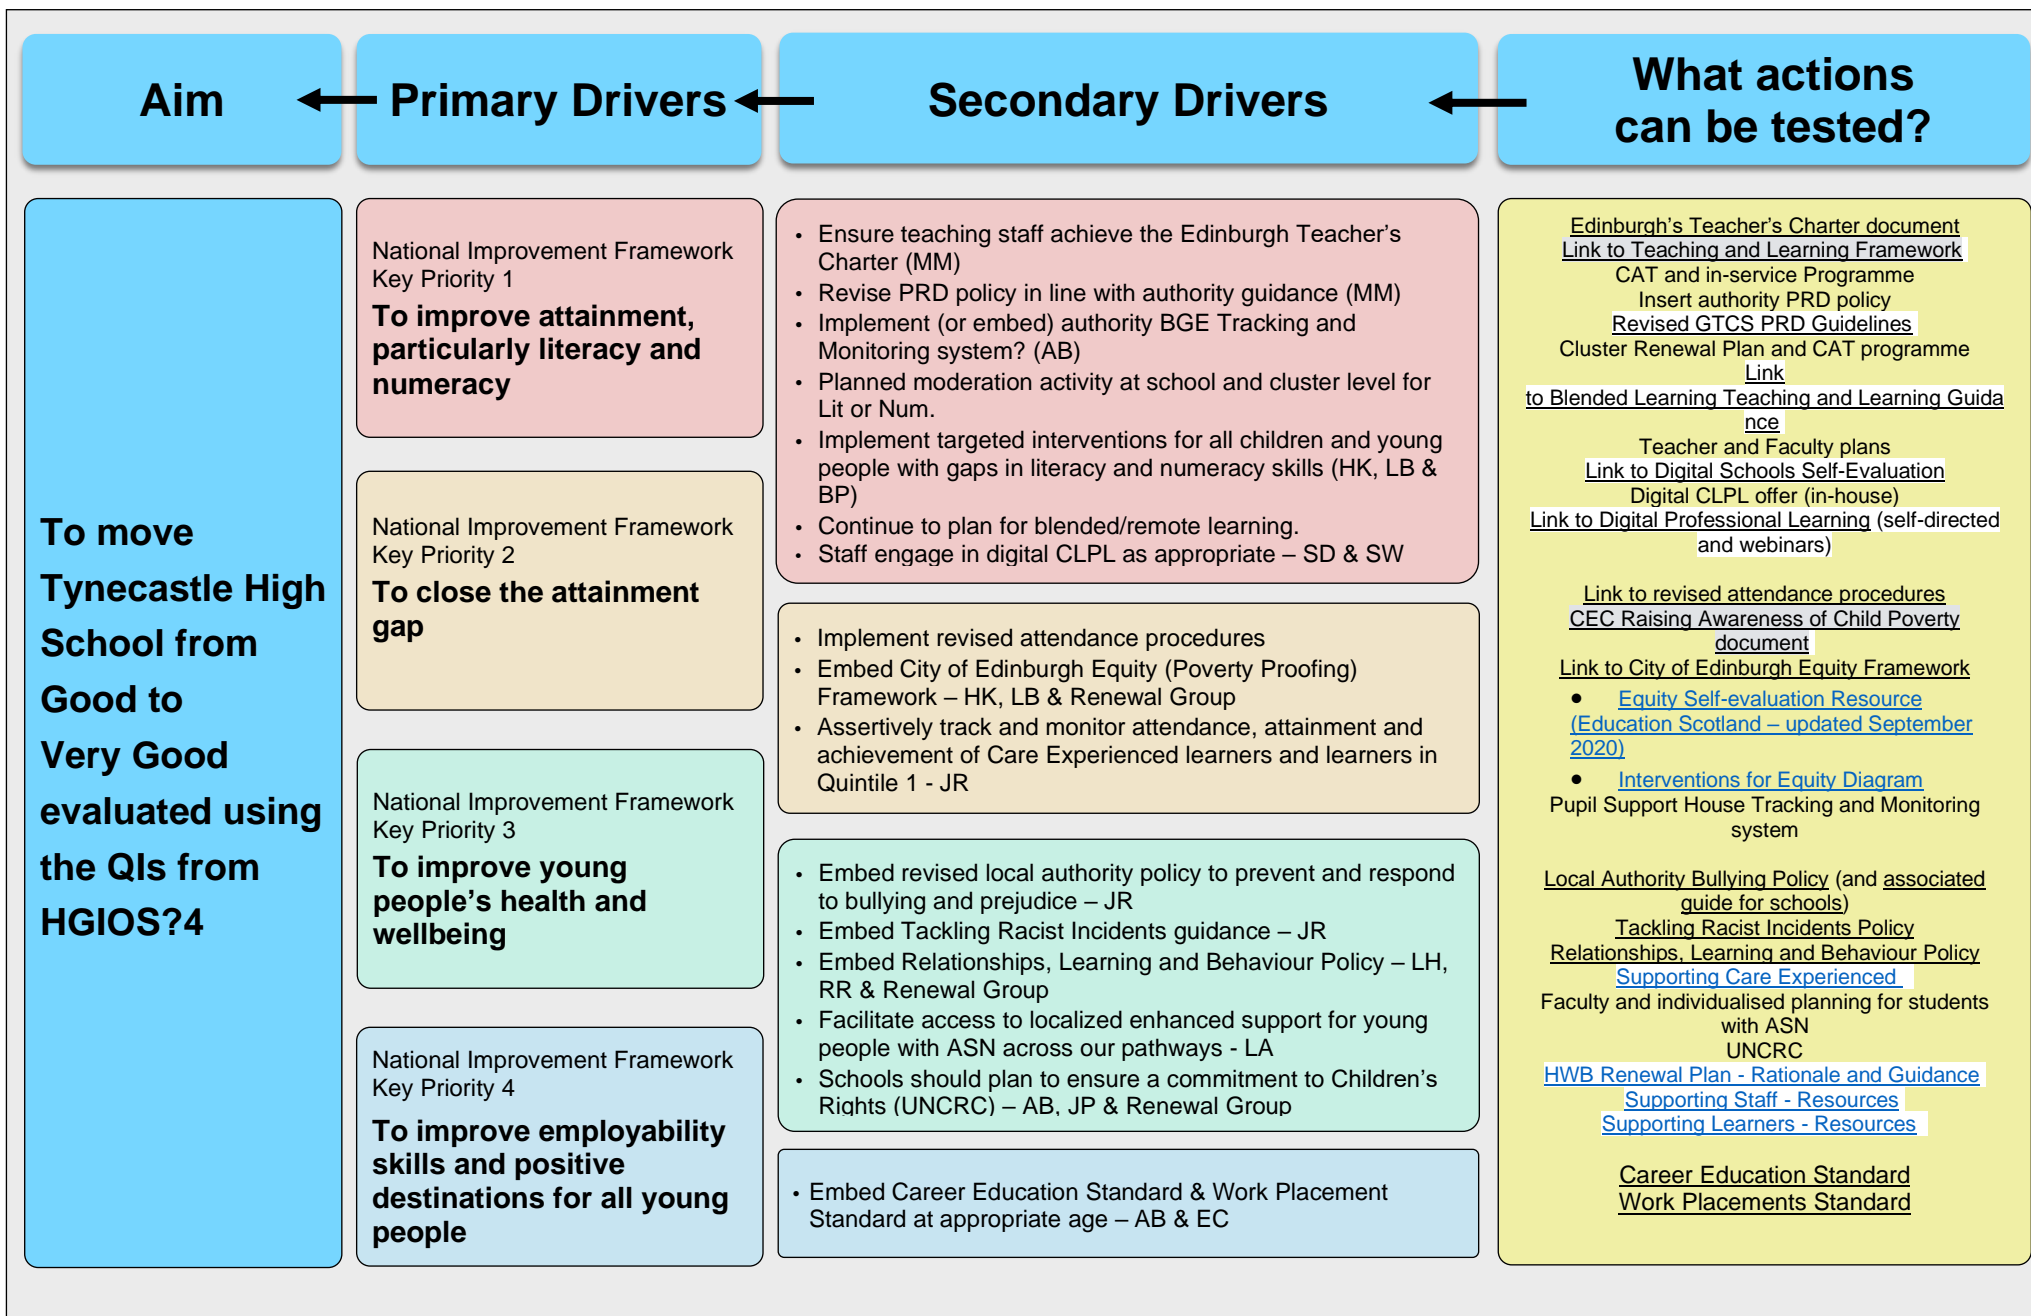 Aim
Primary Drivers
Secondary Drivers
What actions
can be tested?
To move
Tynecastle High
School from
Good to
Very Good
evaluated using
the QIs from
HGIOS?4
National Improvement Framework
Key Priority 1
To improve attainment,
particularly literacy and
numeracy
National Improvement Framework
Key Priority 2
To close the attainment
gap
National Improvement Framework
Key Priority 3
To improve young
people’s health and
wellbeing
National Improvement Framework
Key Priority 4
To improve employability
skills and positive
destinations for all young
people
• Ensure teaching staff achieve the Edinburgh Teacher’s
Charter (MM)
• Revise PRD policy in line with authority guidance (MM)
• Implement (or embed) authority BGE Tracking and
Monitoring system? (AB)
• Planned moderation activity at school and cluster level for
Lit or Num.
• Implement targeted interventions for all children and young
people with gaps in literacy and numeracy skills (HK, LB &
BP)
• Continue to plan for blended/remote learning.
• Staff engage in digital CLPL as appropriate – SD & SW
• Implement revised attendance procedures
• Embed City of Edinburgh Equity (Poverty Proofing)
Framework – HK, LB & Renewal Group
• Assertively track and monitor attendance, attainment and
achievement of Care Experienced learners and learners in
Quintile 1 - JR
• Embed revised local authority policy to prevent and respond
to bullying and prejudice – JR
• Embed Tackling Racist Incidents guidance – JR
• Embed Relationships, Learning and Behaviour Policy – LH,
RR & Renewal Group
• Facilitate access to localized enhanced support for young
people with ASN across our pathways - LA
• Schools should plan to ensure a commitment to Children’s
Rights (UNCRC) – AB, JP & Renewal Group
• Embed Career Education Standard & Work Placement
Standard at appropriate age – AB & EC
Edinburgh’s Teacher’s Charter document
Link to Teaching and Learning Framework
CAT and in-service Programme
Insert authority PRD policy
Revised GTCS PRD Guidelines
Cluster Renewal Plan and CAT programme
Link
to Blended Learning Teaching and Learning Guida
nce
Teacher and Faculty plans
Link to Digital Schools Self-Evaluation
Digital CLPL offer (in-house)
Link to Digital Professional Learning (self-directed
and webinars)
Link to revised attendance procedures
CEC Raising Awareness of Child Poverty
document
Link to City of Edinburgh Equity Framework
● Equity Self-evaluation Resource
(Education Scotland – updated September
2020)
● Interventions for Equity Diagram
Pupil Support House Tracking and Monitoring
system
Local Authority Bullying Policy (and associated
guide for schools)
Tackling Racist Incidents Policy
Relationships, Learning and Behaviour Policy
Supporting Care Experienced
Faculty and individualised planning for students
with ASN
UNCRC
HWB Renewal Plan - Rationale and Guidance
Supporting Staff - Resources
Supporting Learners - Resources
Career Education Standard
Work Placements Standard